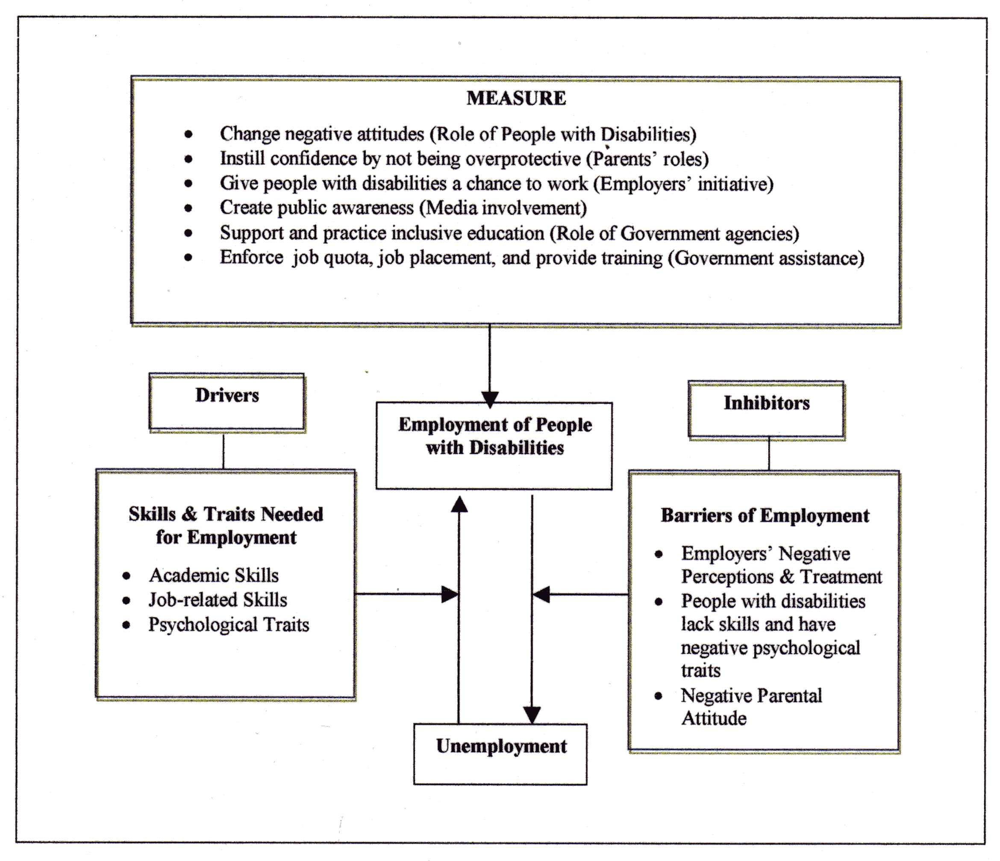 MEASURE
• Change negative attitudes (Role of People with Disabilities)
• Instill confidence by not being overprotective (Parents’ roles)
• Give people with disabilities a chance to work (Employers’ initiative)
• Create public awareness (Media involvement)
• Support and practice inclusive education (Role of Government agencies)
• Enforce job quota, job placement, and provide training (Government assistance)
Drivers
Employment of People
with Disabilities
Inhibitors
Skills & Traits Needed
for Employment
• Academic Skills
• Job-related Skills
• Psychological Traits
Barriers of Employment
• Employers’ Negative
Perceptions & Treatment
• People with disabilities
lack skills and have
negative psychological
traits
• Negative Parental
Attitude
Unemployment